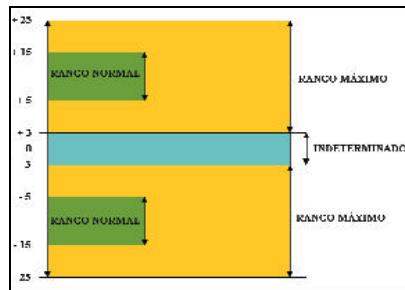 + 25
+ 15
RANGO NORMAL
RANGO MÁXIMO
+ 5
+ 3
0
INDETERMINADO
3
- 5
RANGO NORMAL
RANGO MÁXIMO
- 15
25